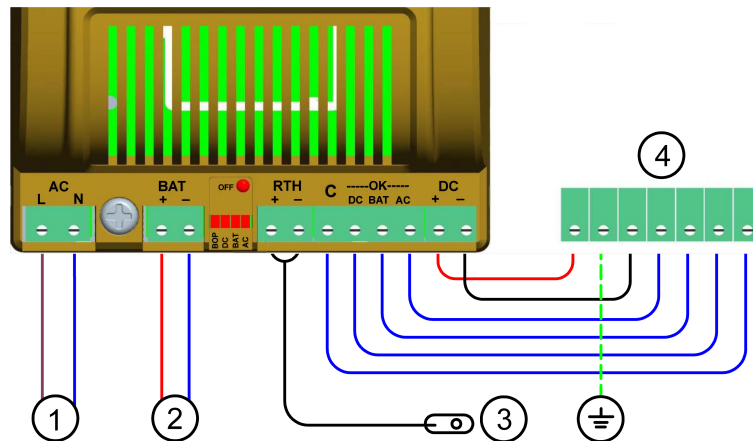 4
AC BAT OFF RTH C -----OK----- DC
L N + – + – DC BAT AC + –
BOP
DC
BAT
AC
1 2 3